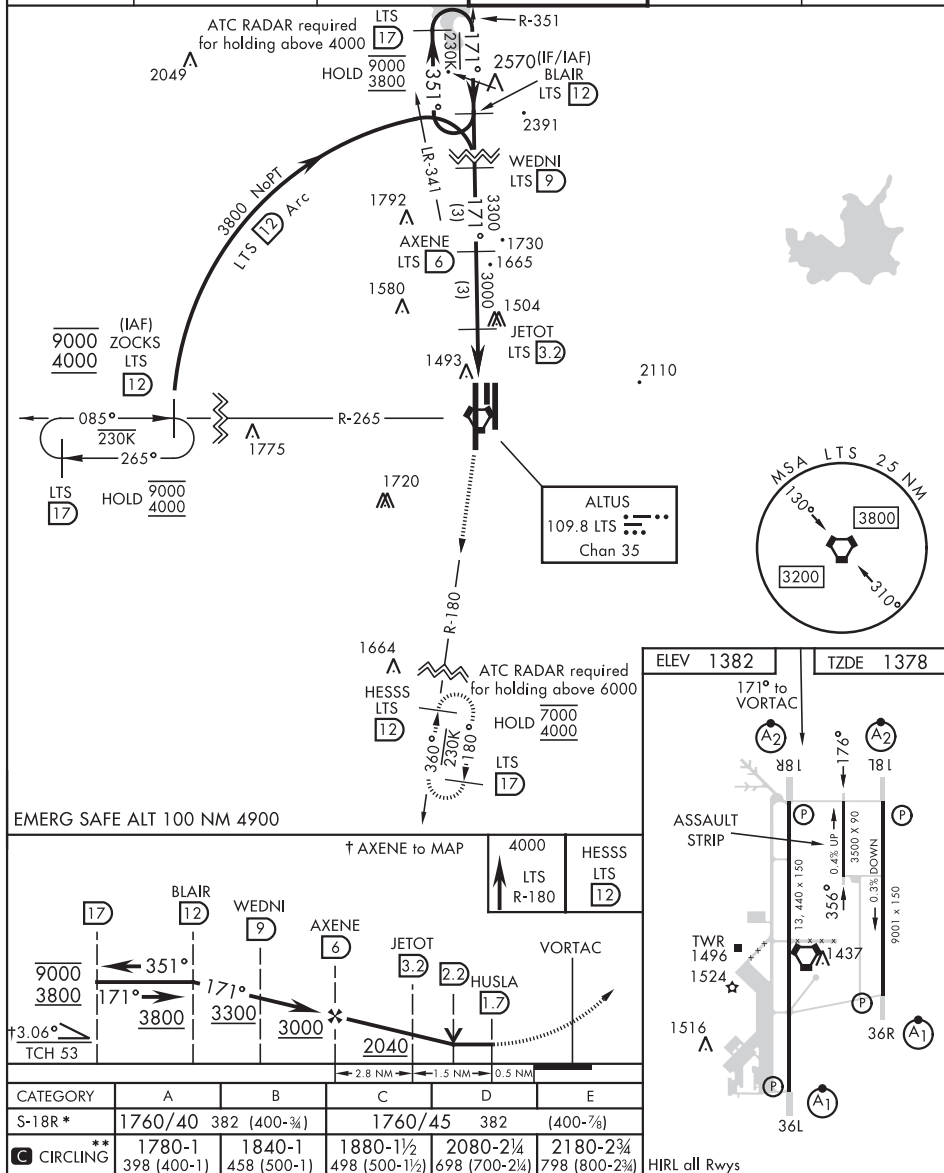 ATC RADAR required
for holding above 4000
LTS
17
R-351
HOLD
9000
3800
230K
171°
351°
2049
2570
(IF/IAF)
BLAIR
LTS 12
2391
WEDNI
LTS 9
LR-341
3800 NoPT
LTS 12 Arc
1792
171°
(3)
3300
AXENE
LTS 6
1730
1665
3000
(3)
1580
1504
JETOT
LTS 3.2
1493
2110
(IAF)
ZOCKS
LTS
12
9000
4000
085°
230K
265°
LTS
17
HOLD 9000
4000
R-265
1775
1720
ALTUS
109.8 LTS
Chan 35
MSA LTS 25 NM
130°
3800
3200
310°
R-180
1664
HESSS
LTS
12
ATC RADAR required
for holding above 6000
HOLD 7000
4000
360°
230K
180°
LTS
17
EMERG SAFE ALT 100 NM 4900
ELEV 1382
TZDE 1378
171° to
VORTAC
A2
A2
18R
176°
18L
P
P
ASSAULT
STRIP
0.4% UP
3500 X 90
0.3% DOWN
13,440 x 150
356°
9001 x 150
TWR
1496
1437
1524
P
36R
A1
1516
P
A1
36L
HIRL all Rwys
† AXENE to MAP
4000
LTS
R-180
HESSS
LTS
12
17
BLAIR
12
WEDNI
9
AXENE
6
JETOT
3.2
2.2
HUSLA
1.7
VORTAC
9000
3800
351°
171°
3800
171°
3300
3000
2040
†3.06°
TCH 53
2.8 NM
1.5 NM
0.5 NM
CATEGORY A B C D E
S-18R * 1760/40 382 (400-¾) 1760/45 382 (400-⅞)
C CIRCLING ** 1780-1 1840-1 1880-1½ 2080-2¼ 2180-2¾
398 (400-1) 458 (500-1) 498 (500-1½) 698 (700-2¼) 798 (800-2¾)